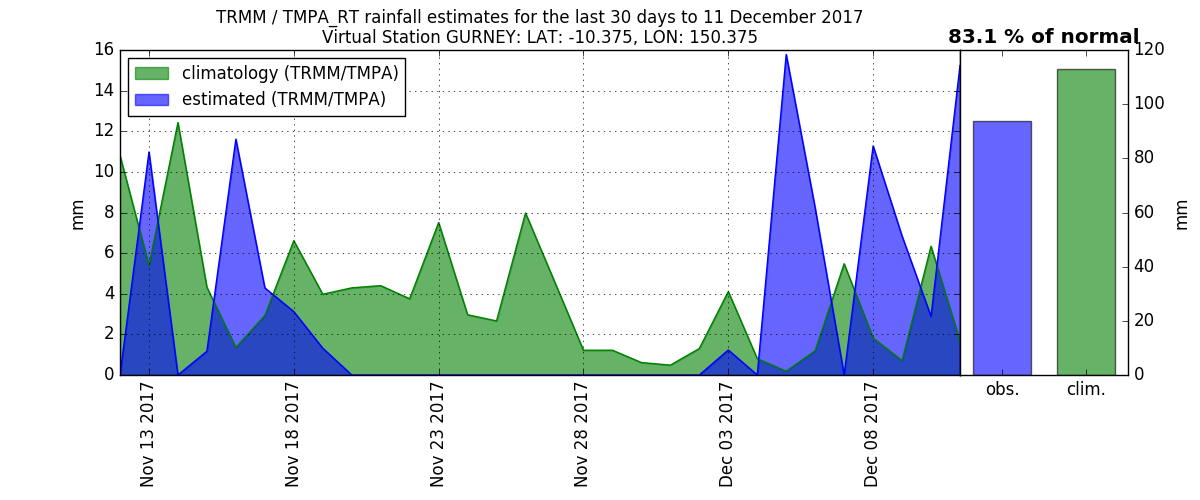 TRMM / TMPA_RT rainfall estimates for the last 30 days to 11 December 2017
Virtual Station GURNEY: LAT: -10.375, LON: 150.375
83.1 % of normal
climatology (TRMM/TMPA)
estimated (TRMM/TMPA)
16
14
12
10
8
6
4
2
0
mm
120
100
80
60
40
20
0
mm
Nov 13 2017
Nov 18 2017
Nov 23 2017
Nov 28 2017
Dec 03 2017
Dec 08 2017
obs.
clim.